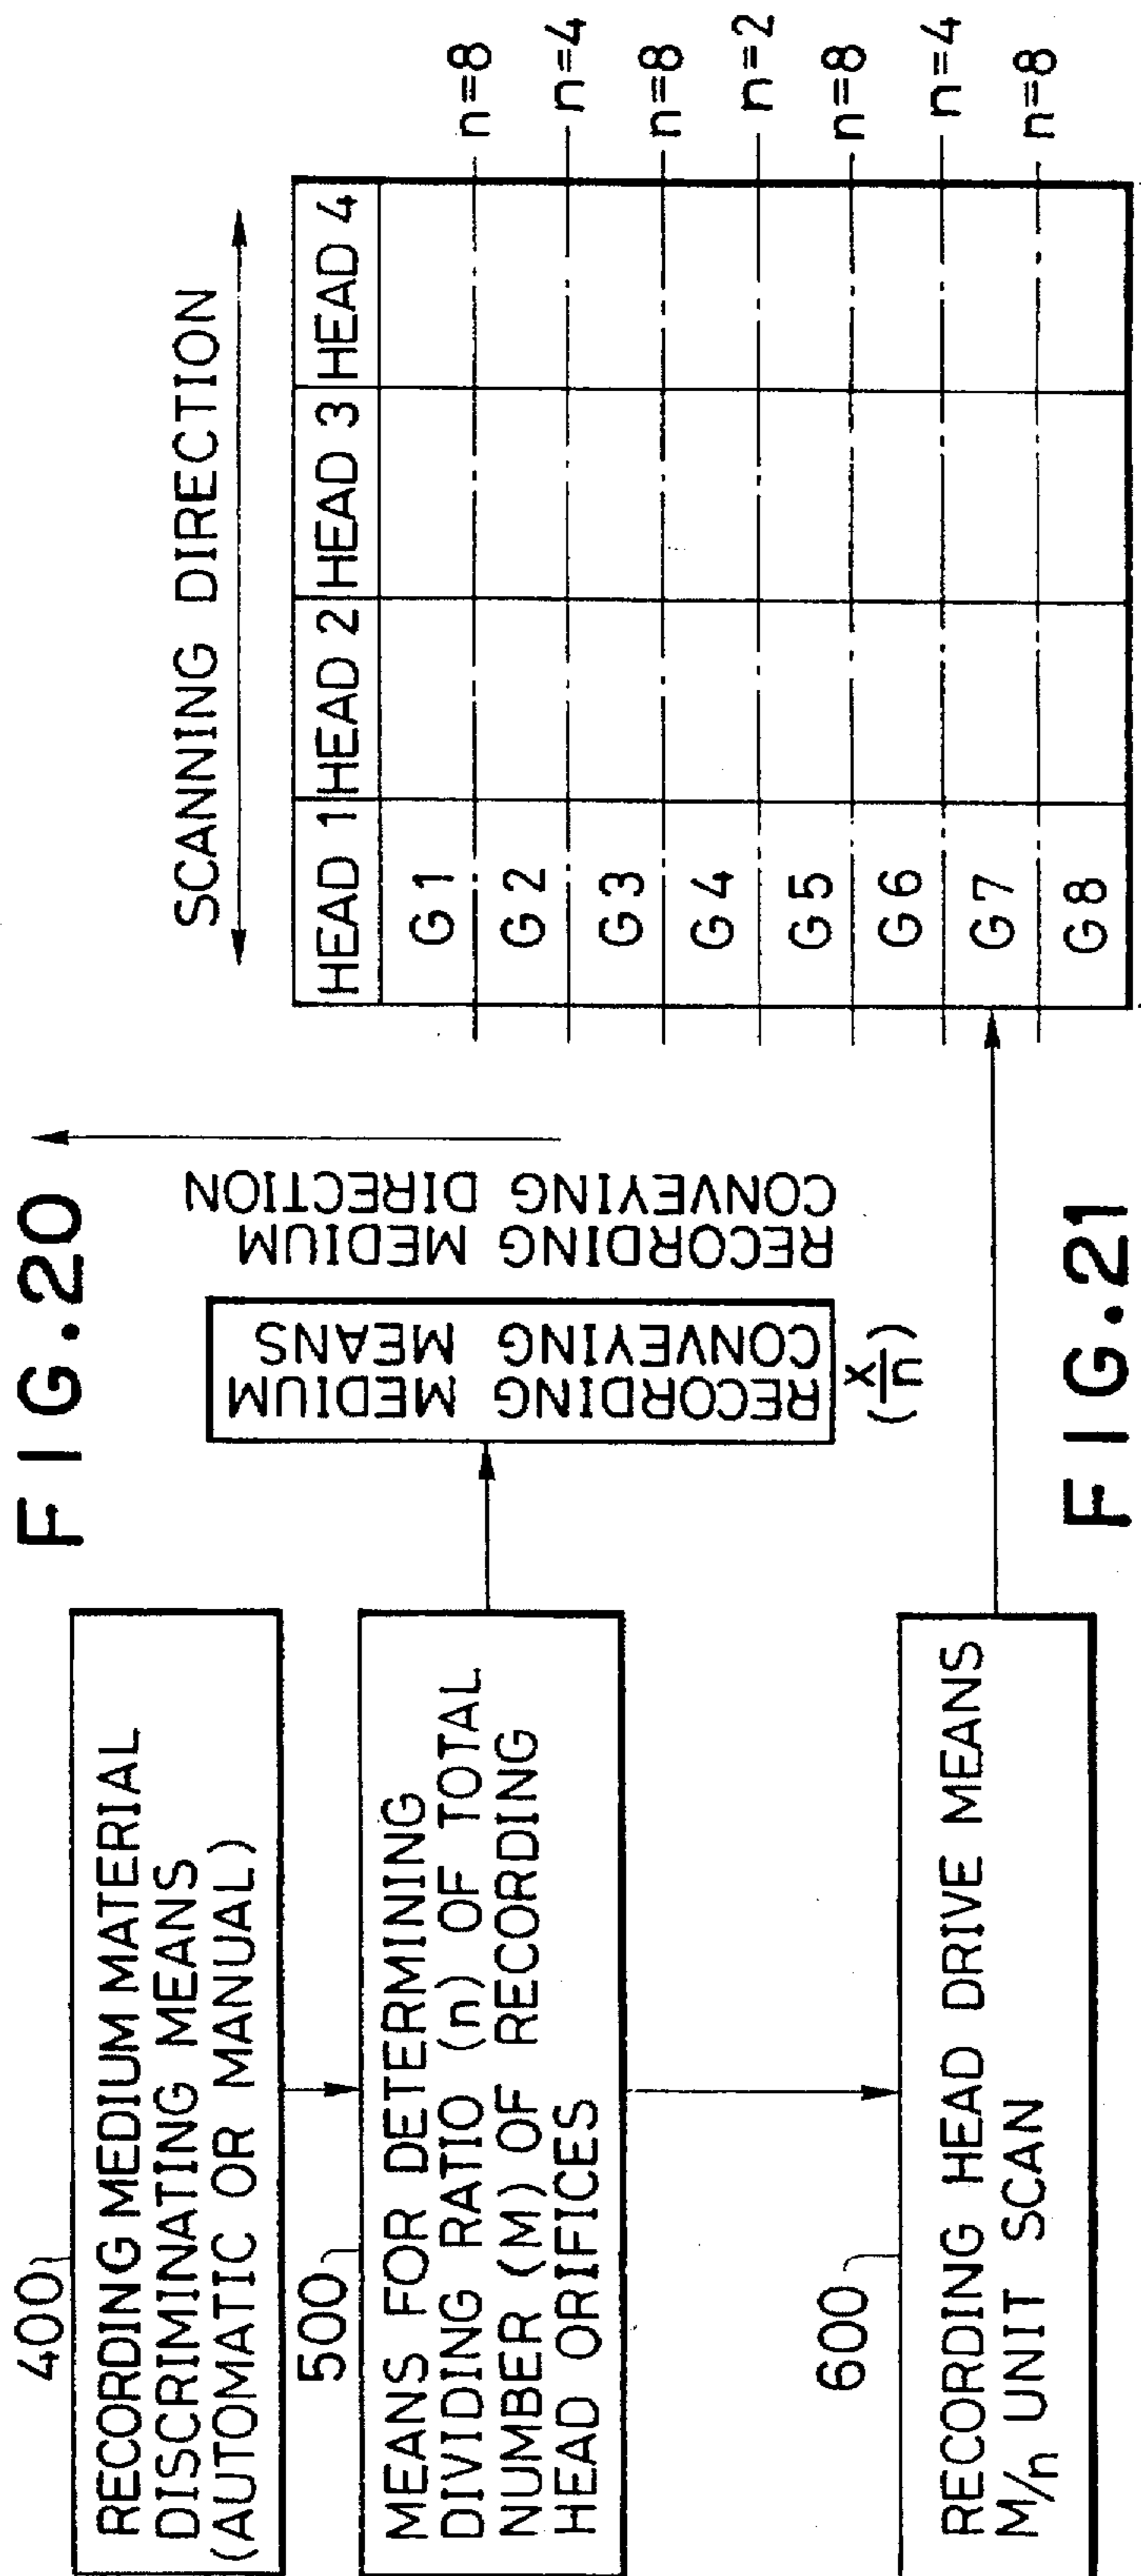 FIG.20
400
RECORDING MEDIUM MATERIAL
DISCRIMINATING MEANS
(AUTOMATIC OR MANUAL)
500
MEANS FOR DETERMINING
DIVIDING RATIO (n) OF TOTAL
NUMBER (M) OF RECORDING
HEAD ORIFICES
600
RECORDING HEAD DRIVE MEANS
M/n UNIT SCAN
RECORDING MEDIUM
CONVEYING MEANS
(x/n)
RECORDING MEDIUM
CONVEYING DIRECTION
FIG.21
SCANNING DIRECTION
HEAD 1 HEAD 2 HEAD 3 HEAD 4
G1
n=8
G2
n=4
G3
n=8
G4
n=2
G5
n=8
G6
n=4
G7
n=8
G8